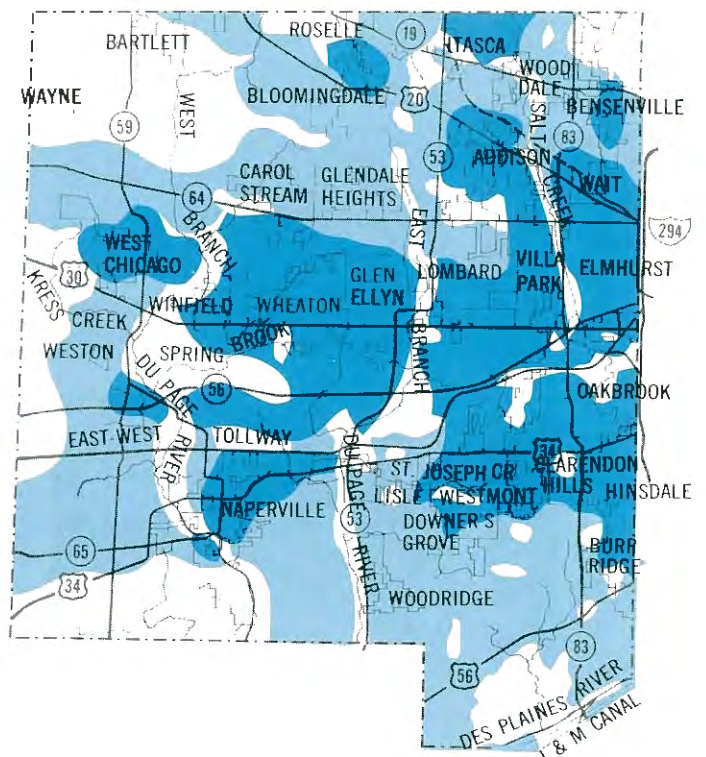 ROSELLE
19
ITASCA
BARTLETT
WOOD
DALE
WAYNE
WEST
BLOOMINGDALE
20
SALT
BENSENVILLE
59
53
83
ADDISON
CREEK
TWAIT
CAROL
STREAM
GLENDALE
HEIGHTS
64
BRANCH
EAST
294
WEST
CHICAGO
GLEN
ELLYN
LOMBARD
VILLA
PARK
ELMHURST
30
KRESS
CREEK
WINFIELD
WHEATON
BROOK
BRANCH
WESTON
SPRING
DU PAGE
56
RIVER
OAKBROOK
EAST-WEST
TOLLWAY
DU PAGE
34
ST.
JOSEPH CR
CLARENDON
HILLS
LISLE
WESTMONT
HINSDALE
NAPERVILLE
53
DOWNER'S
GROVE
RIVER
65
BURR
RIDGE
34
WOODRIDGE
83
56
DES PLAINES RIVER
I & M CANAL